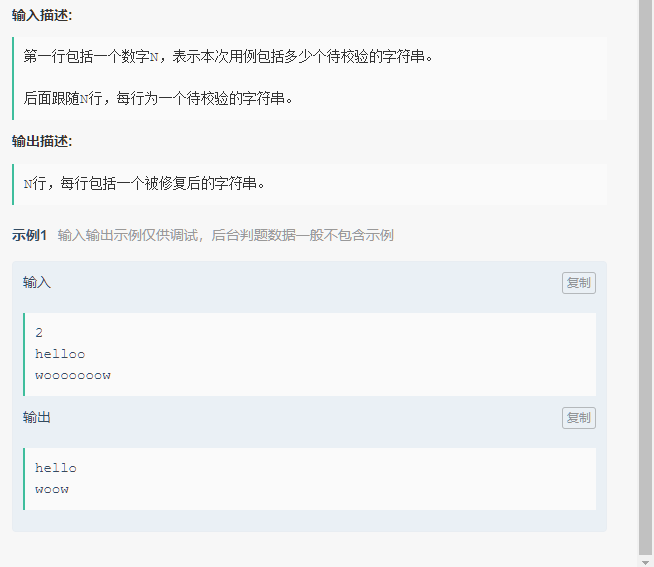 输入描述:
第一行包括一个数字N，表示本次用例包括多少个待校验的字符串。
后面跟随N行，每行为一个待校验的字符串。
输出描述:
N行，每行包括一个被修复后的字符串。
示例1 输入输出示例仅供调试，后台判题数据一般不包含示例
输入 复制
2
helloo
wooooooow
输出 复制
hello
woow